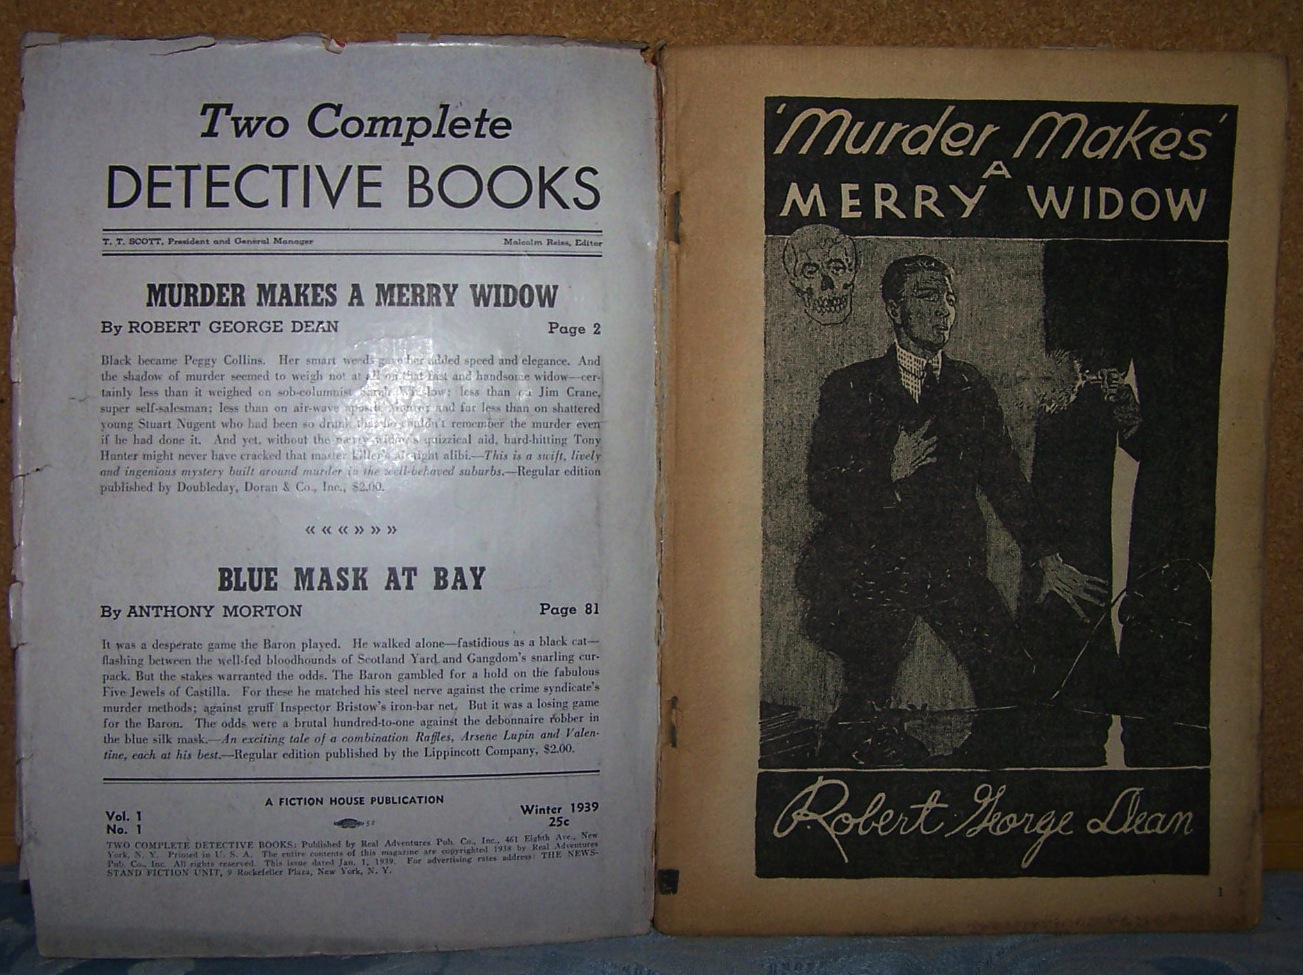 Two Complete
DETECTIVE BOOKS
T. T. SCOTT, President and General Manager Malcolm Reiss, Editor
MURDER MAKES A MERRY WIDOW
By ROBERT GEORGE DEAN Page 2
Black became Peggy Collins. Her smart weeds gave her added speed and elegance. And
the shadow of murder seemed to weigh not at all on that fast and handsome widow—cer-
tainly less than it weighed on sob-columnist less than on Jim Crane,
super self-salesman; less than on air-wave and far less than on shattered
young Stuart Nugent who had been so drunk that he couldn't remember the murder even
if he had done it. And yet, without the merry widow's quizzical aid, hard-hitting Tony
Hunter might never have cracked that master killer's air-tight alibi.—This is a swift, lively
and ingenious mystery built around murder in the well-behaved suburbs.—Regular edition
published by Doubleday, Doran & Co., Inc., $2.00.
« « « » » »
BLUE MASK AT BAY
By ANTHONY MORTON Page 81
It was a desperate game the Baron played. He walked alone—fastidious as a black cat—
flashing between the well-fed bloodhounds of Scotland Yard and Gangdom's snarling cur-
pack. But the stakes warranted the odds. The Baron gambled for a hold on the fabulous
Five Jewels of Castilla. For these he matched his steel nerve against the crime syndicate's
murder methods; against gruff Inspector Bristow's iron-bar net. But it was a losing game
for the Baron. The odds were a brutal hundred-to-one against the debonnaire robber in
the blue silk mask.—An exciting tale of a combination Raffles, Arsene Lupin and Valen-
tine, each at his best.—Regular edition published by the Lippincott Company, $2.00.
A FICTION HOUSE PUBLICATION
Vol. 1 Winter 1939
No. 1 25c
TWO COMPLETE DETECTIVE BOOKS: Published by Real Adventures Pub. Co., Inc., 461 Eighth Ave., New
York, N. Y. Printed in U. S. A. The entire contents of this magazine are copyrighted 1938 by Real Adventures
Pub. Co., Inc. All rights reserved. This issue dated Jan. 1, 1939. For advertising rates address: THE NEWS-
STAND FICTION UNIT, 9 Rockefeller Plaza, New York, N. Y.
'Murder Makes'
A
MERRY WIDOW
Robert George Dean
1